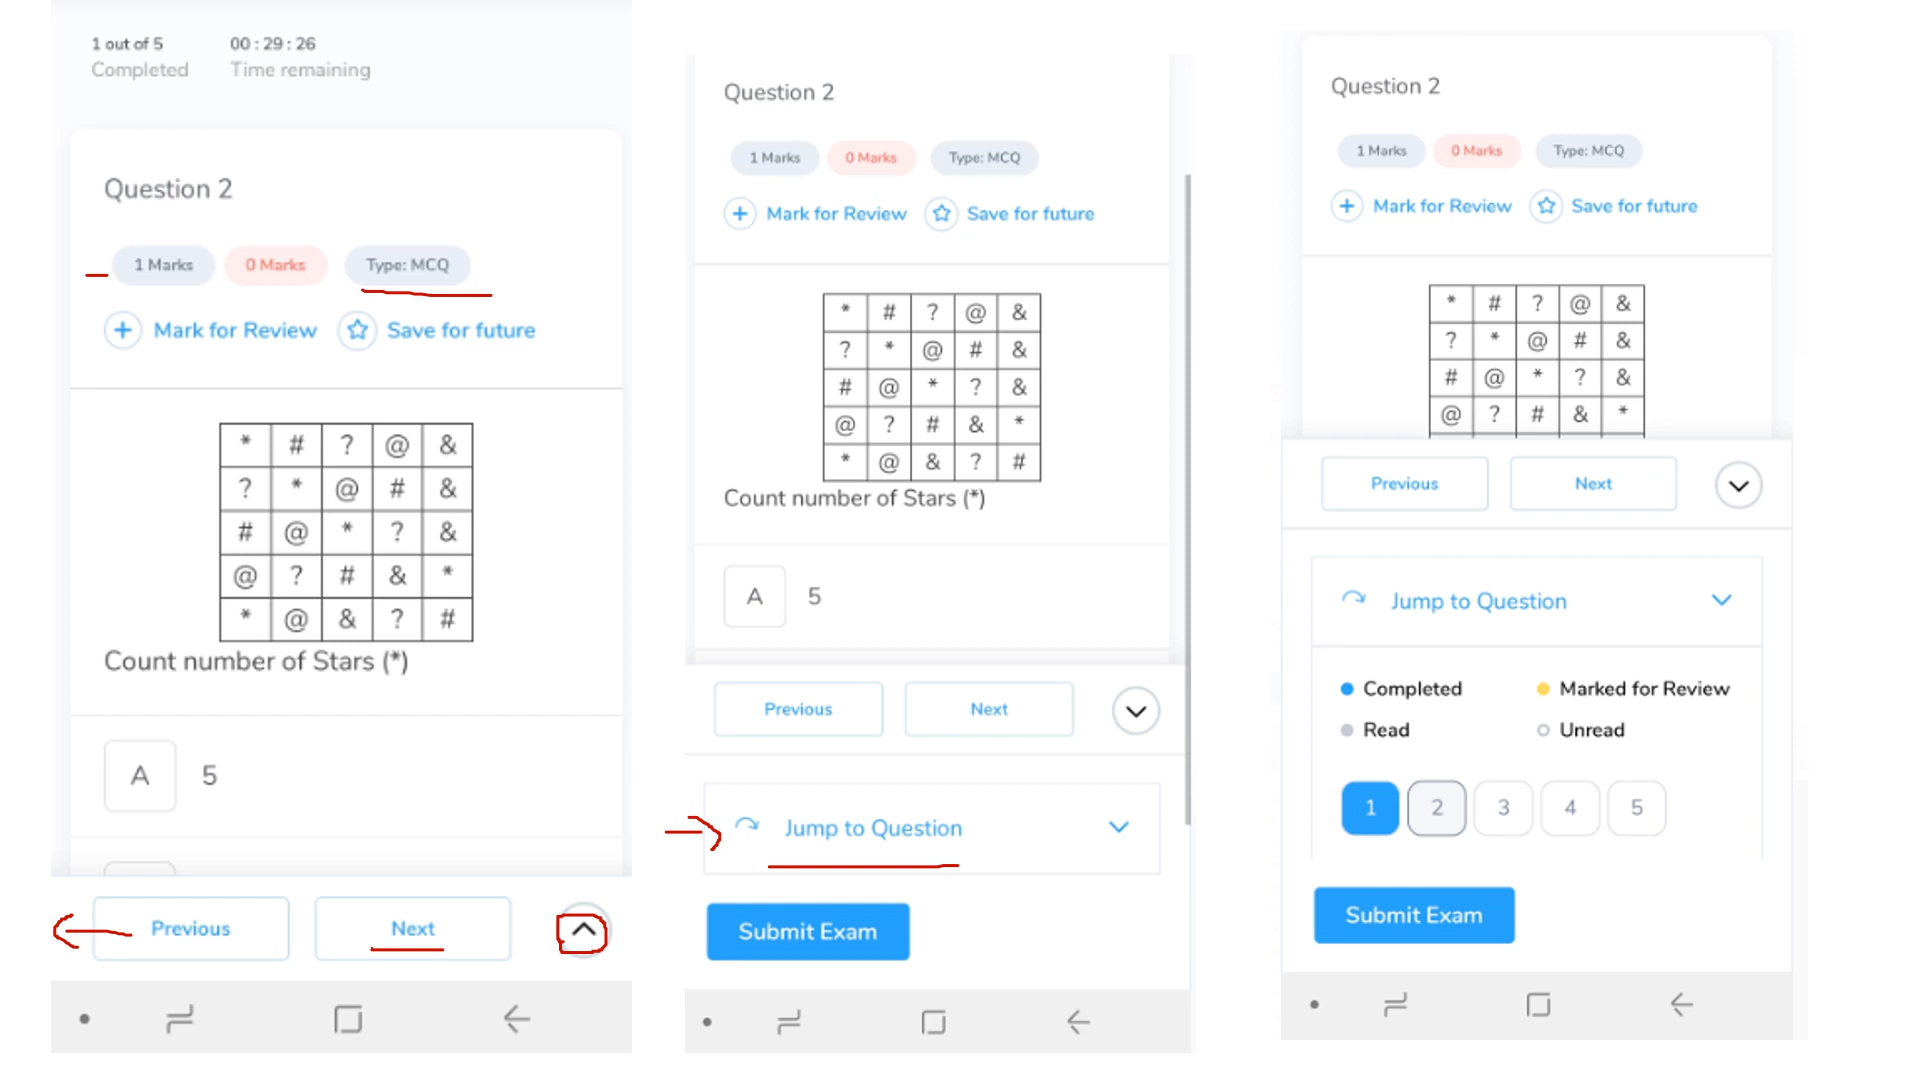 1 out of 5 00 : 29 : 26
Completed Time remaining
Question 2
1 Marks 0 Marks Type: MCQ
+ Mark for Review Save for future
* # ? @ &
? * @ # &
# @ * ? &
@ ? # & *
* @ & ? #
Count number of Stars (*)
A 5
Previous Next
Question 2
1 Marks 0 Marks Type: MCQ
+ Mark for Review Save for future
* # ? @ &
? * @ # &
# @ * ? &
@ ? # & *
* @ & ? #
Count number of Stars (*)
A 5
Previous Next
Jump to Question
Submit Exam
Question 2
1 Marks 0 Marks Type: MCQ
+ Mark for Review Save for future
* # ? @ &
? * @ # &
# @ * ? &
@ ? # & *
Previous Next
Jump to Question
Completed Marked for Review
Read Unread
1 2 3 4 5
Submit Exam